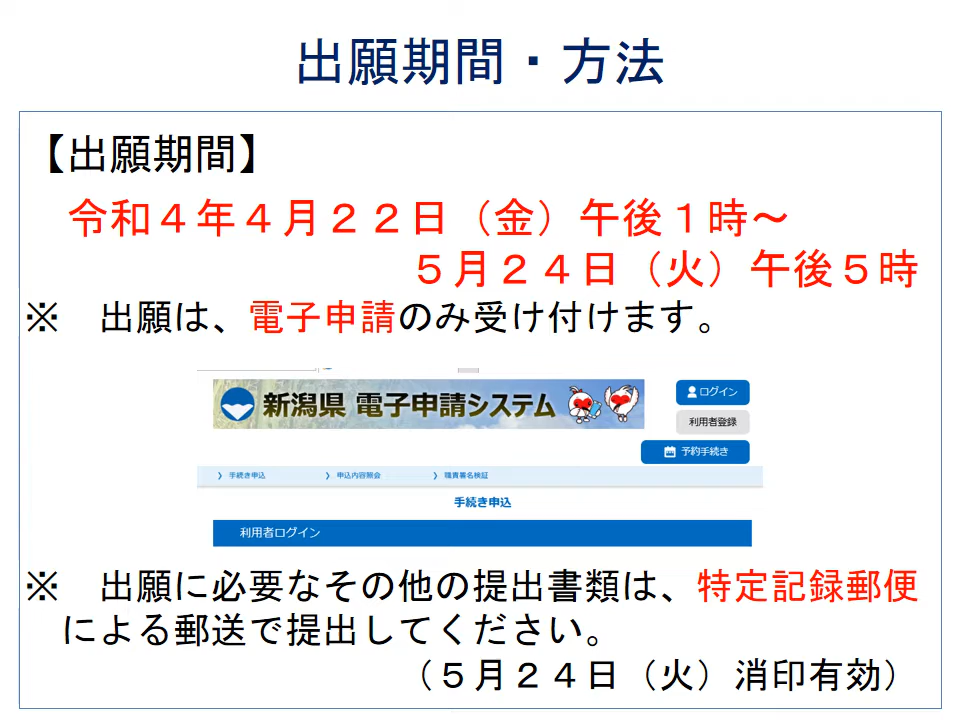 出願期間・方法
【出願期間】
令和４年４月２２日（金）午後１時～
５月２４日（火）午後５時
※　出願は、電子申請のみ受け付けます。
新潟県 電子申請システム
ログイン
利用者登録
予約手続き
手続き申込
申込内容照会
職責署名検証
手続き申込
利用者ログイン
※　出願に必要なその他の提出書類は、特定記録郵便
による郵送で提出してください。
（５月２４日（火）消印有効）